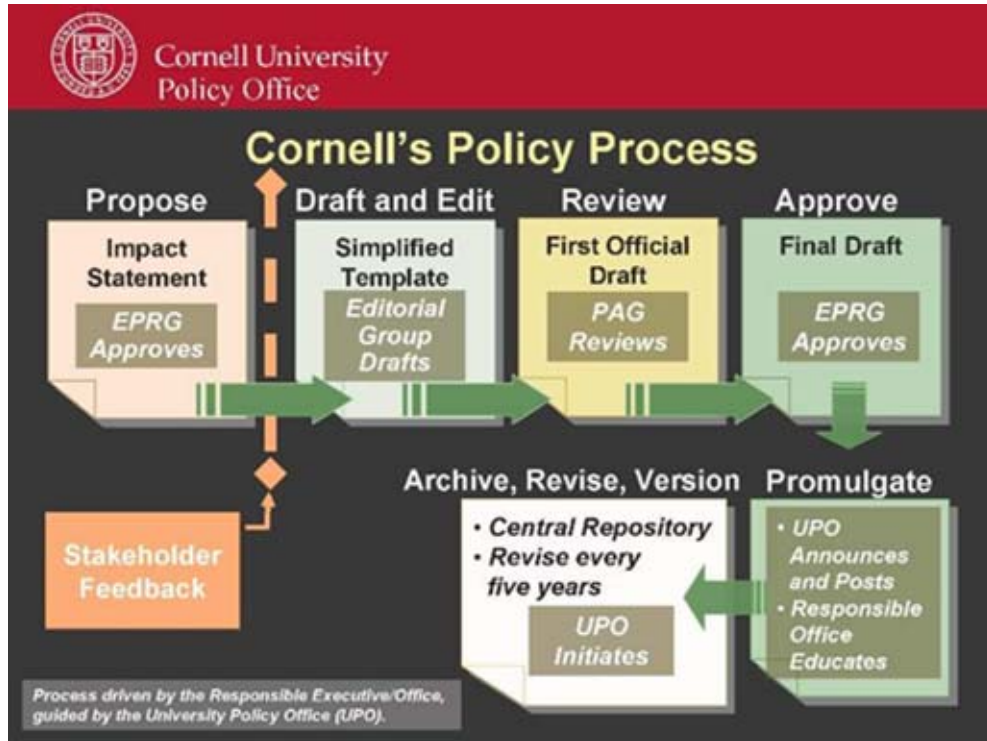 Cornell University
Policy Office
Cornell's Policy Process
Propose
Impact
Statement
EPRG
Approves
Draft and Edit
Simplified
Template
Editorial
Group
Drafts
Review
First Official
Draft
PAG
Reviews
Approve
Final Draft
EPRG
Approves
Promulgate
• UPO
Announces
and Posts
• Responsible
Office
Educates
Archive, Revise, Version
• Central Repository
• Revise every
five years
UPO
Initiates
Stakeholder
Feedback
Process driven by the Responsible Executive/Office,
guided by the University Policy Office (UPO).